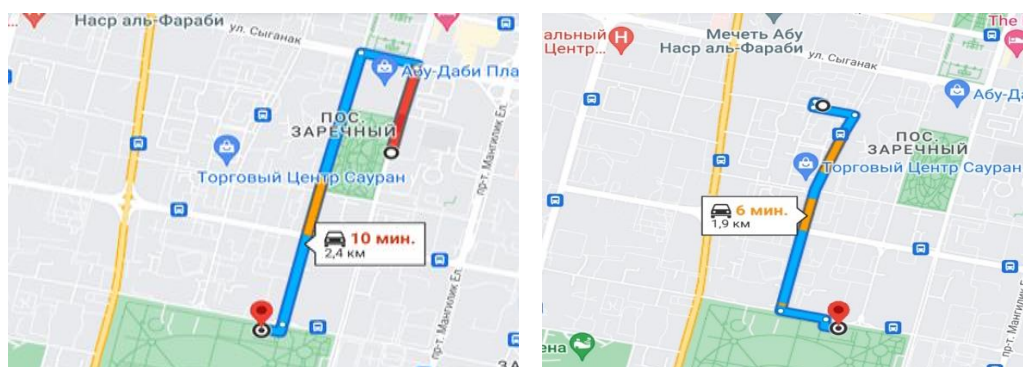 Наср аль-Фараби
ул. Сыганак
Абу-Даби Пла
ПОС.
ЗАРЕЧНЫЙ
пр-т. Мангилик Ел.
Торговый Центр Сауран
10 мин.
2,4 км
пр-т. Мангилик Ел.
The
альный
Центр...
H
Мечеть Абу
Наср аль-Фараби
ул. Сыганак
Абу-Да
ПОС.
ЗАРЕЧНЫЙ
Торговый Центр Сауран
6 мин.
1,9 км
ена